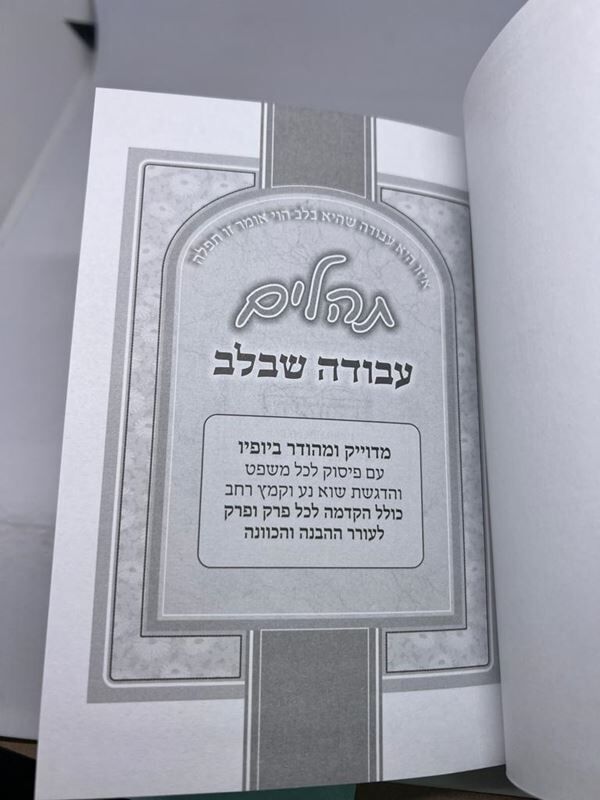 איזו היא עבודה שהיא בלב הוי אומר זו תפלה
תהלים
עבודה שבלב
מדוייק ומהודר ביופיו
עם פיסוק לכל משפט
והדגשת שוא נע וקמץ רחב
כולל הקדמה לכל פרק ופרק
לעורר ההבנה והכוונה